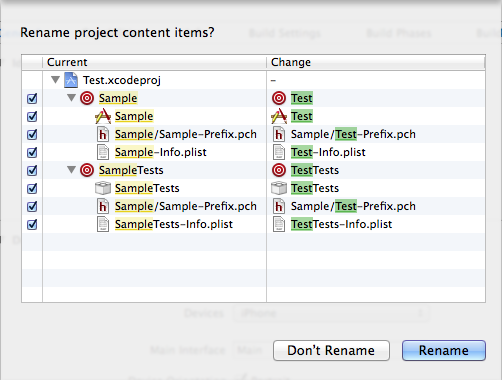 Rename project content items?
Build Settings Build Phases
Current Change
Test.xcodeproj –
Sample Test
Sample Test
Sample/Sample-Prefix.pch Sample/Test-Prefix.pch
Sample-Info.plist Test-Info.plist
SampleTests TestTests
SampleTests TestTests
Sample/Sample-Prefix.pch Sample/Test-Prefix.pch
SampleTests-Info.plist TestTests-Info.plist
Devices iPhone
Don't Rename Rename
Main Interface Main